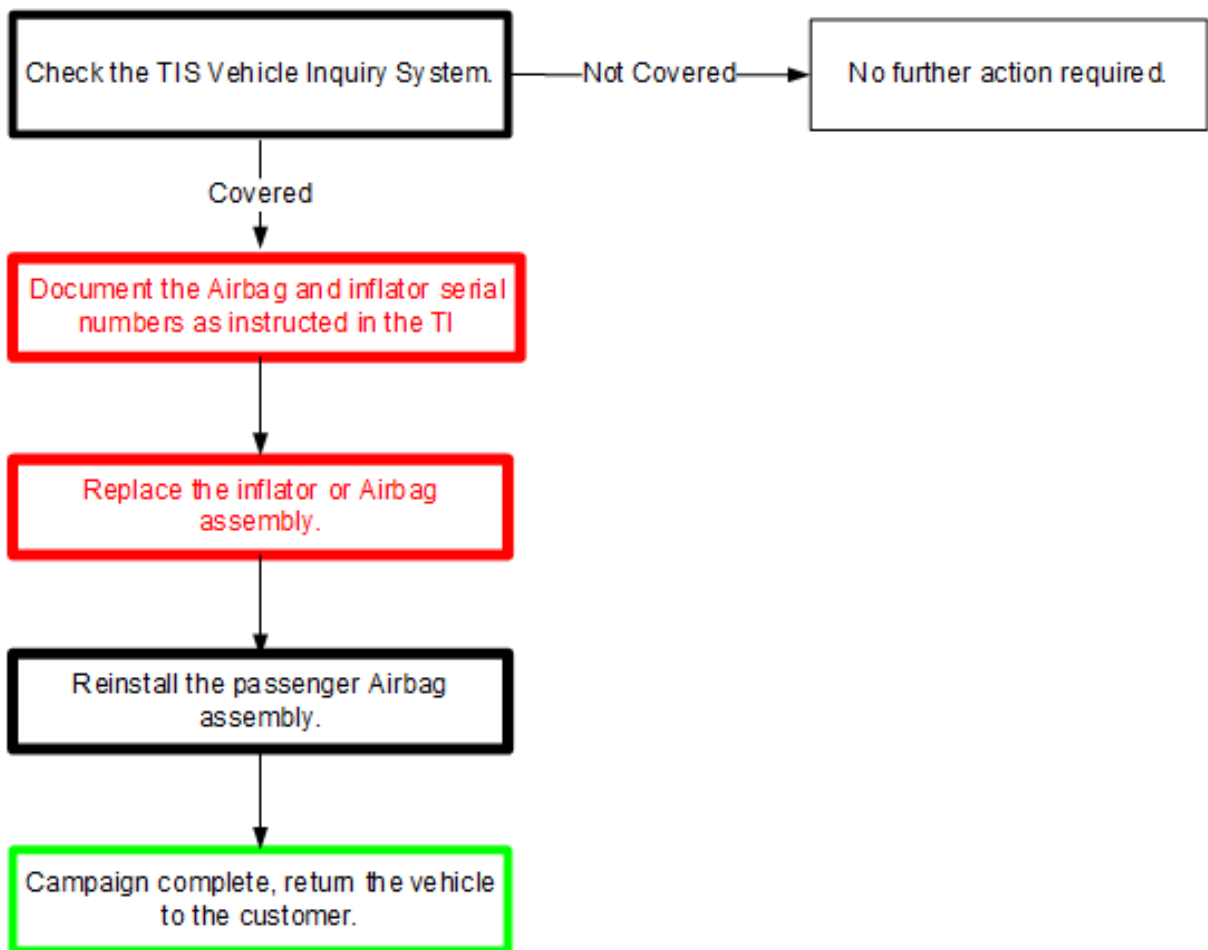 Check the TIS Vehicle Inquiry System.
Not Covered
No further action required.
Covered
Document the Airbag and inflator serial
numbers as instructed in the TI
Replace the inflator or Airbag
assembly.
Reinstall the passenger Airbag
assembly.
Campaign complete, return the vehicle
to the customer.